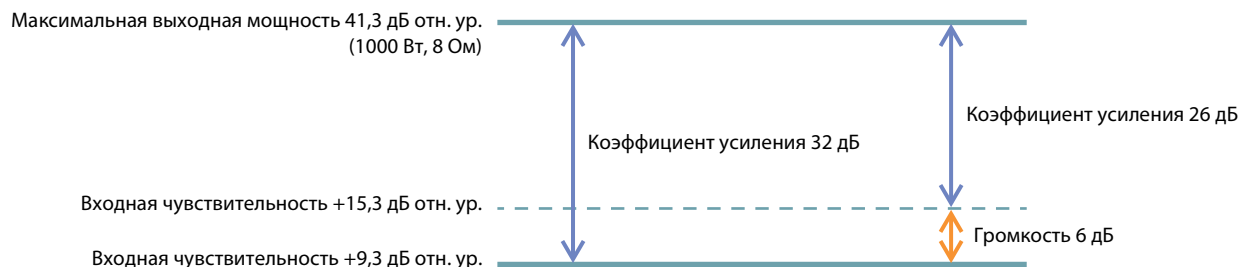 Максимальная выходная мощность 41,3 дБ отн. ур.
(1000 Вт, 8 Ом)
Коэффициент усиления 26 дБ
Коэффициент усиления 32 дБ
Входная чувствительность +15,3 дБ отн. ур.
Громкость 6 дБ
Входная чувствительность +9,3 дБ отн. ур.